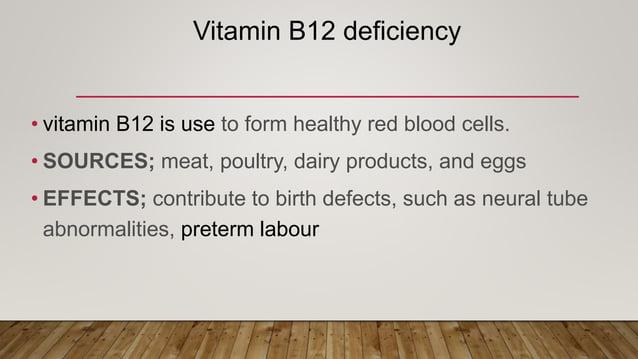 Vitamin B12 deficiency
• vitamin B12 is use to form healthy red blood cells.
• SOURCES; meat, poultry, dairy products, and eggs
• EFFECTS; contribute to birth defects, such as neural tube
abnormalities, preterm labour